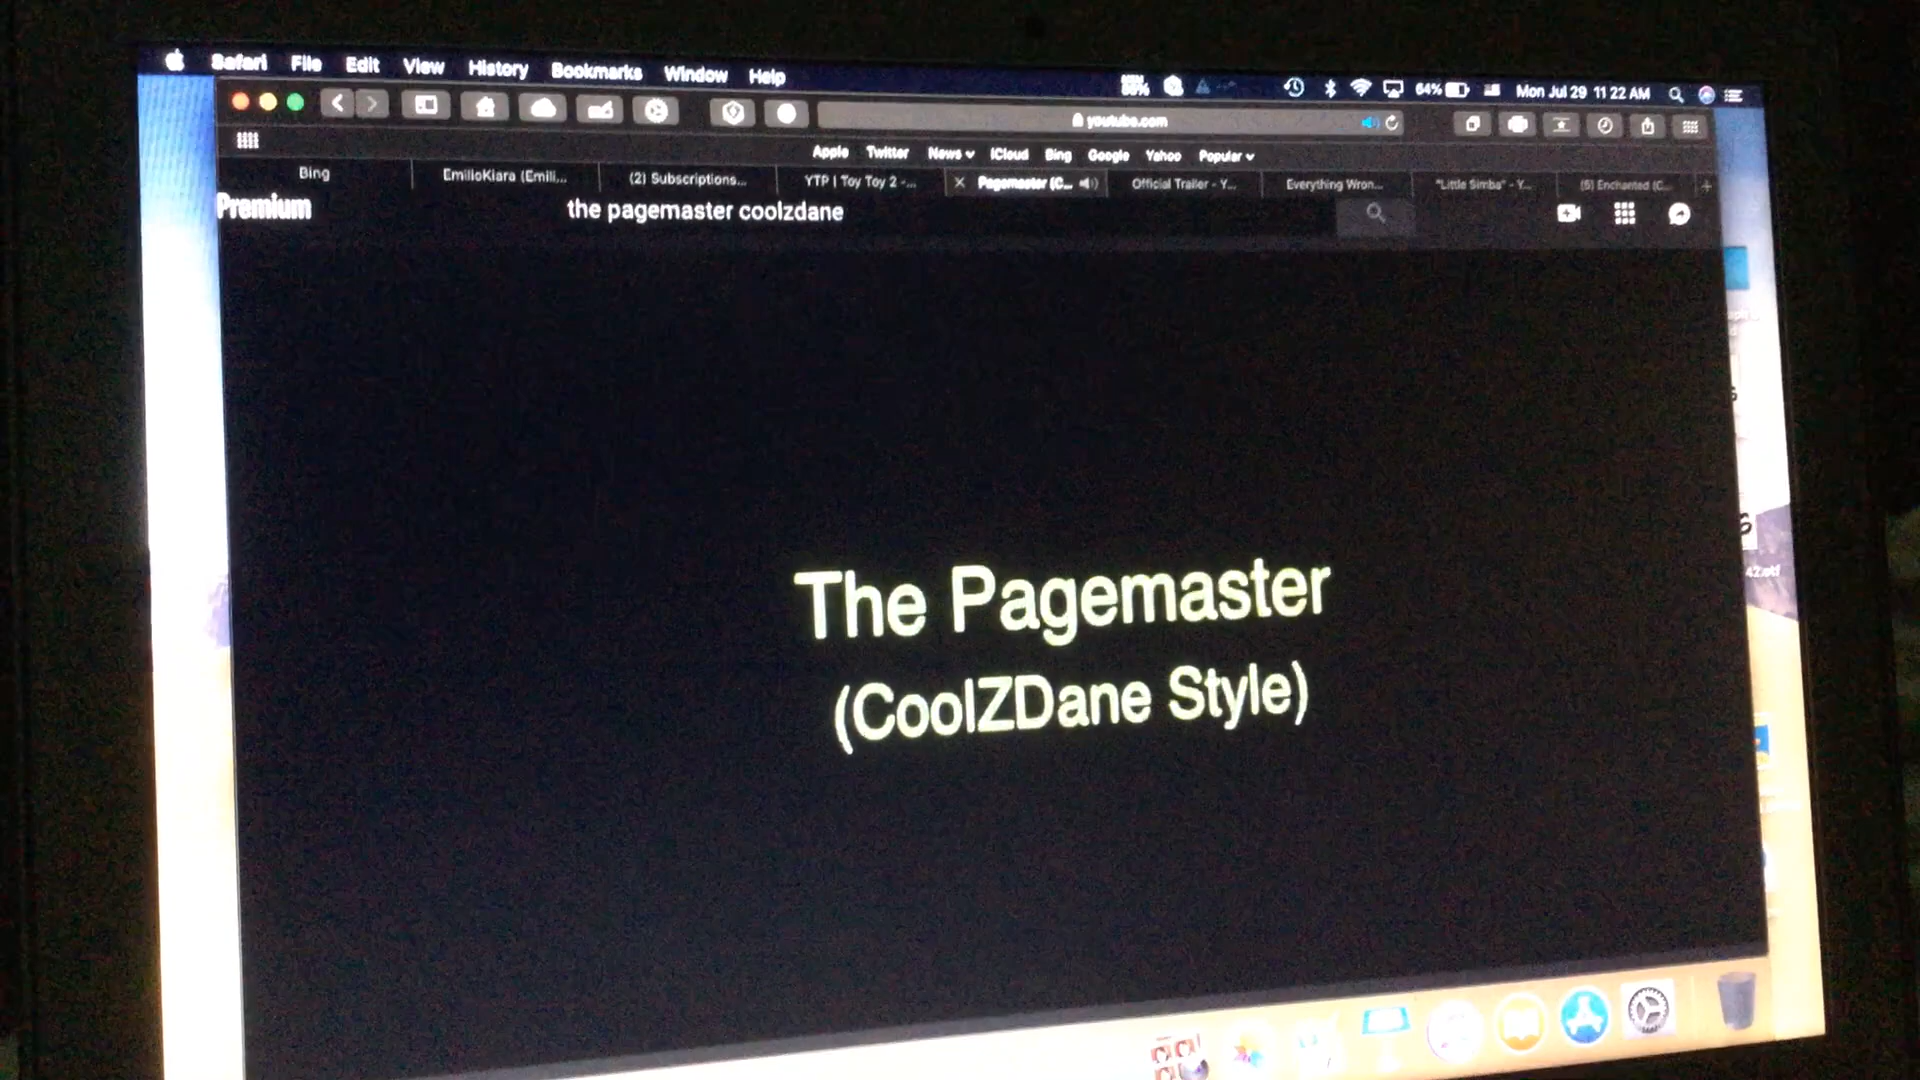 Safari File Edit View History Bookmarks Window Help
64% Mon Jul 29 11 22 AM
youtube.com
Apple Twitter News iCloud Bing Google Yahoo Popular
Bing EmilioKiara (Emili... (2) Subscriptions... YTP | Toy Toy 2 -... Pagemaster (C... Official Trailer - Y... Everything Wron... "Little Simba" - Y... (5) Enchanted (C...
Premium the pagemaster coolzdane
The Pagemaster
(CoolZDane Style)